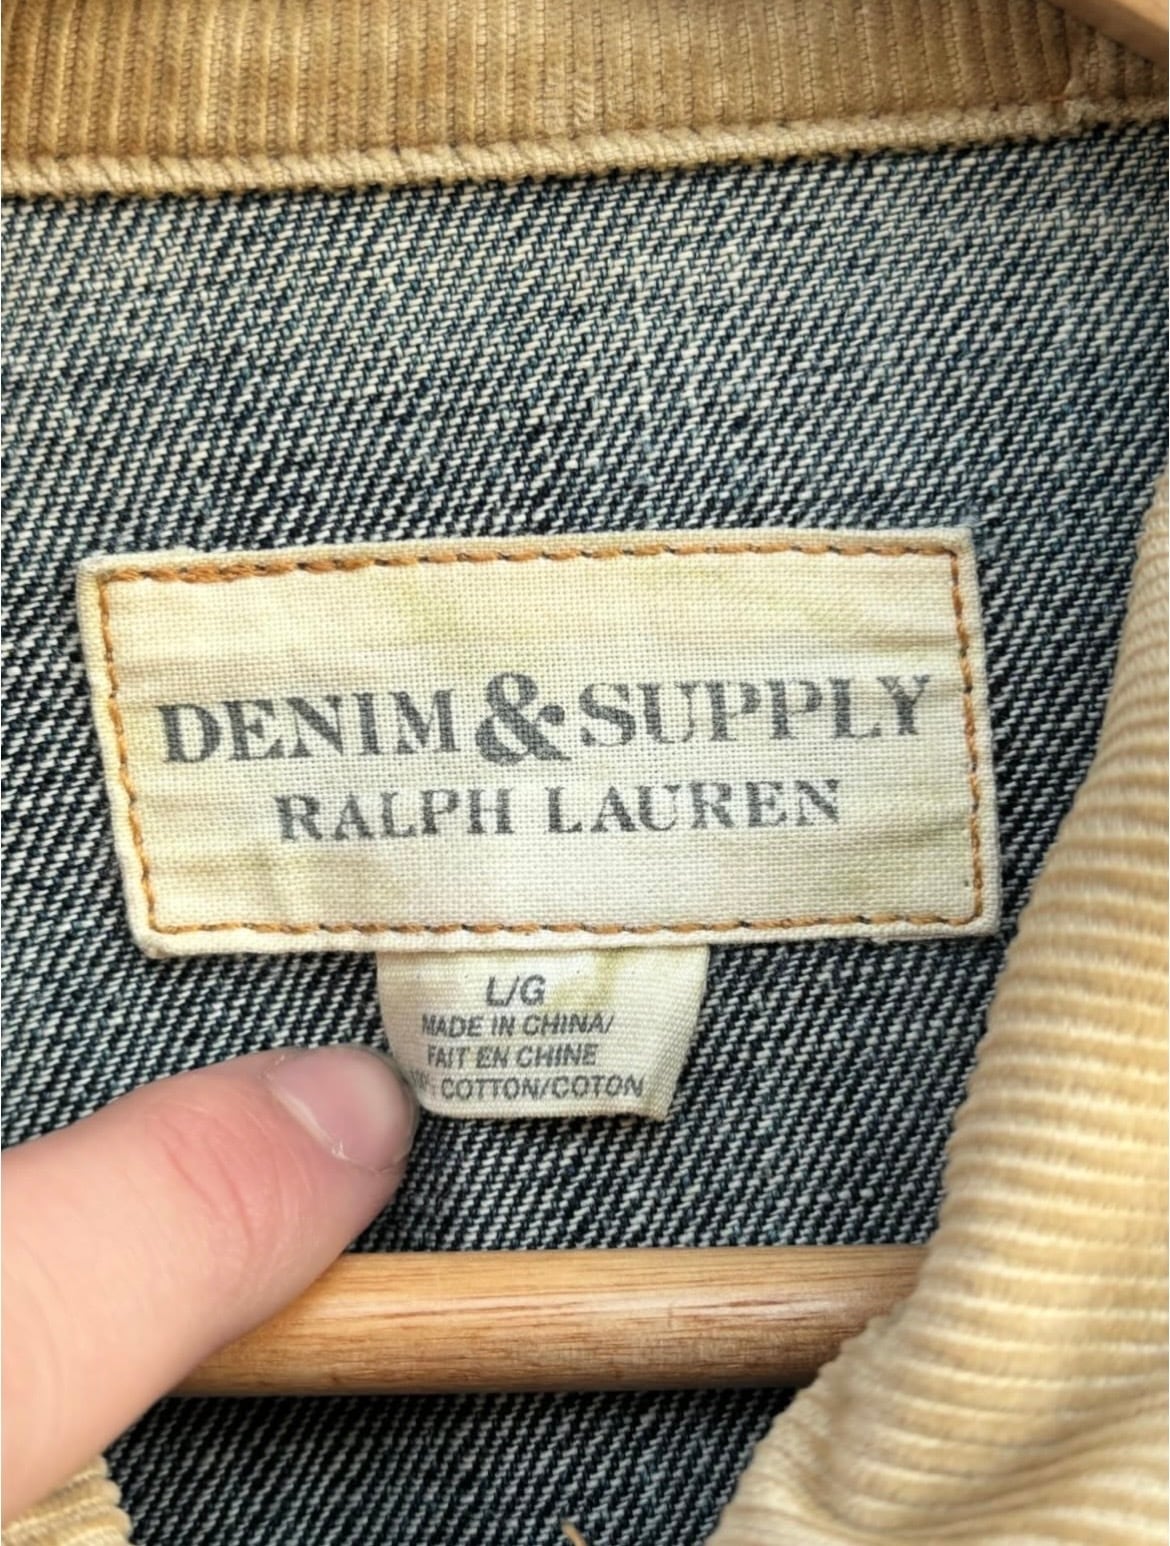 DENIM & SUPPLY
RALPH LAUREN
L/G
MADE IN CHINA/
FAIT EN CHINE
COTTON/COTON